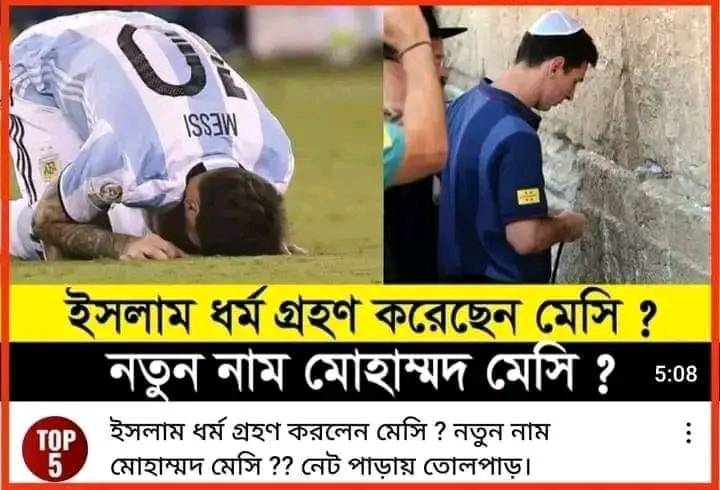 10
MESSI
ইসলাম ধর্ম গ্রহণ করেছেন মেসি ?
নতুন নাম মোহাম্মদ মেসি ?
5:08
TOP
5
ইসলাম ধর্ম গ্রহণ করলেন মেসি ? নতুন নাম
মোহাম্মদ মেসি ?? নেট পাড়ায় তোলপাড়।